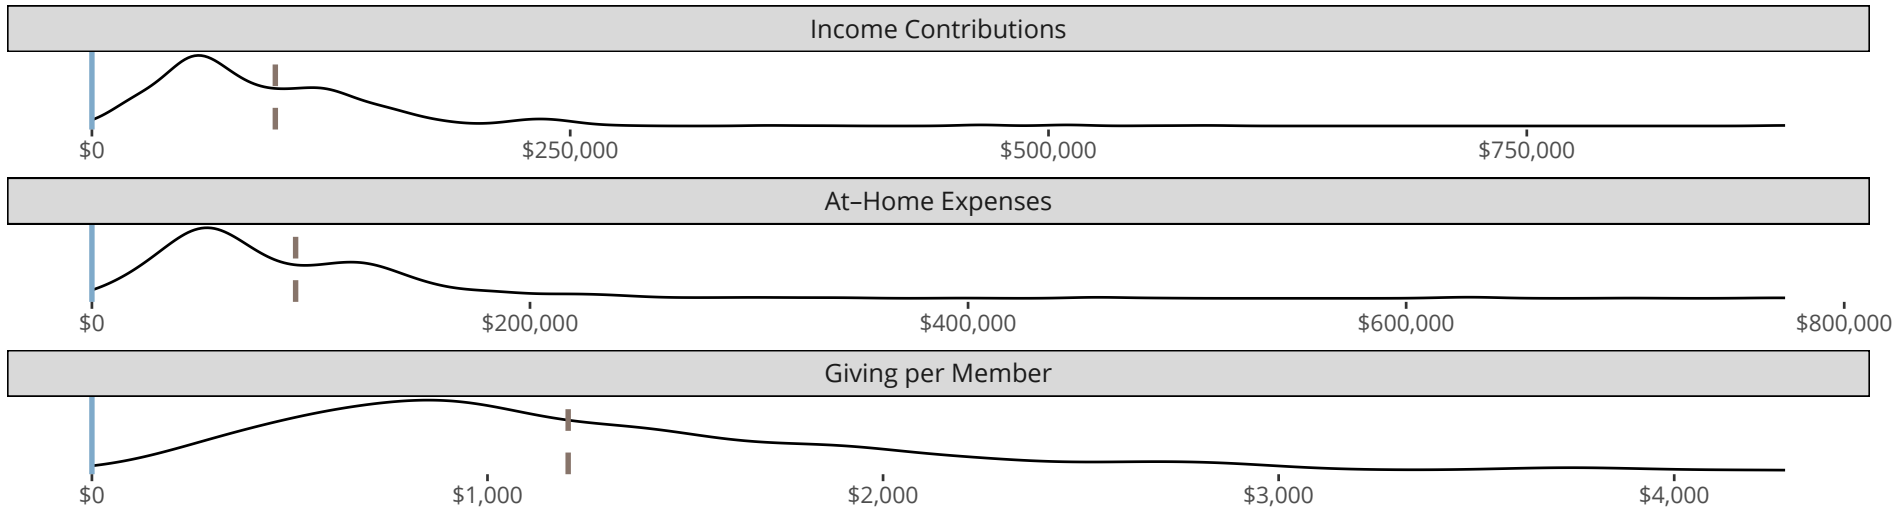 Income Contributions
$0 $250,000 $500,000 $750,000
At–Home Expenses
$0 $200,000 $400,000 $600,000 $800,000
Giving per Member
$0 $1,000 $2,000 $3,000 $4,000